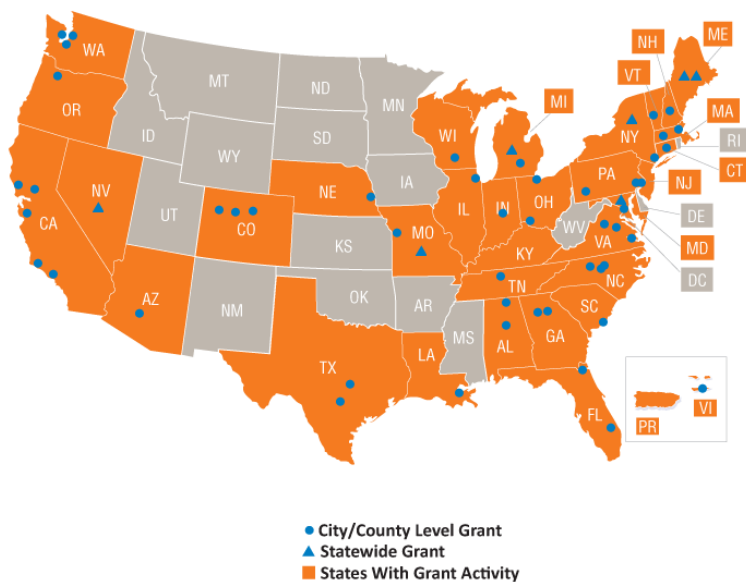 NH
ME
WA
VT
MT
ND
MN
MI
MA
OR
ID
SD
WI
NY
RI
WY
CT
IA
PA
NJ
NV
NE
IL
IN
OH
DE
UT
CO
WV
CA
KS
MO
KY
VA
MD
DC
TN
NC
AZ
NM
OK
AR
SC
MS
AL
GA
TX
LA
FL
PR
VI
City/County Level Grant
Statewide Grant
States With Grant Activity